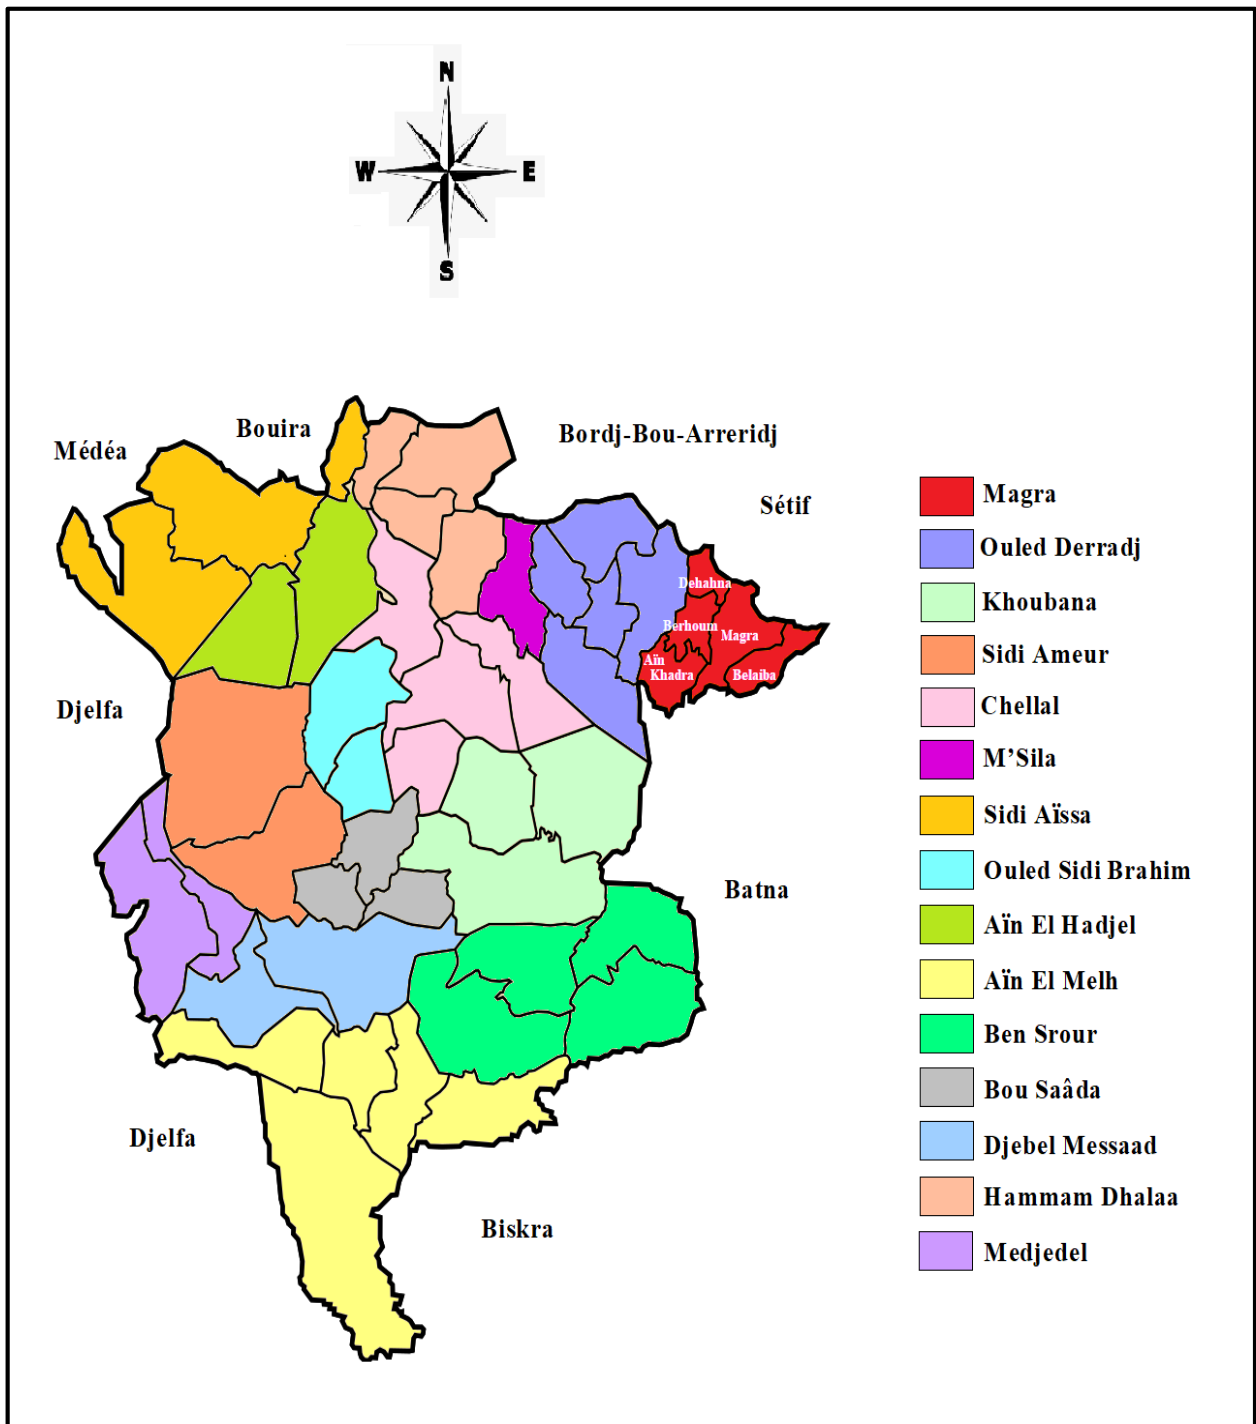 N
W
E
S
Bouira
Médéa
Bordj-Bou-Arreridj
Sétif
Djelfa
Batna
Djelfa
Biskra
Dehahna
Berhoum
Magra
Aïn
Khadra
Belaiba
Magra
Ouled Derradj
Khoubana
Sidi Ameur
Chellal
M’Sila
Sidi Aïssa
Ouled Sidi Brahim
Aïn El Hadjel
Aïn El Melh
Ben Srour
Bou Saâda
Djebel Messaad
Hammam Dhalaa
Medjedel